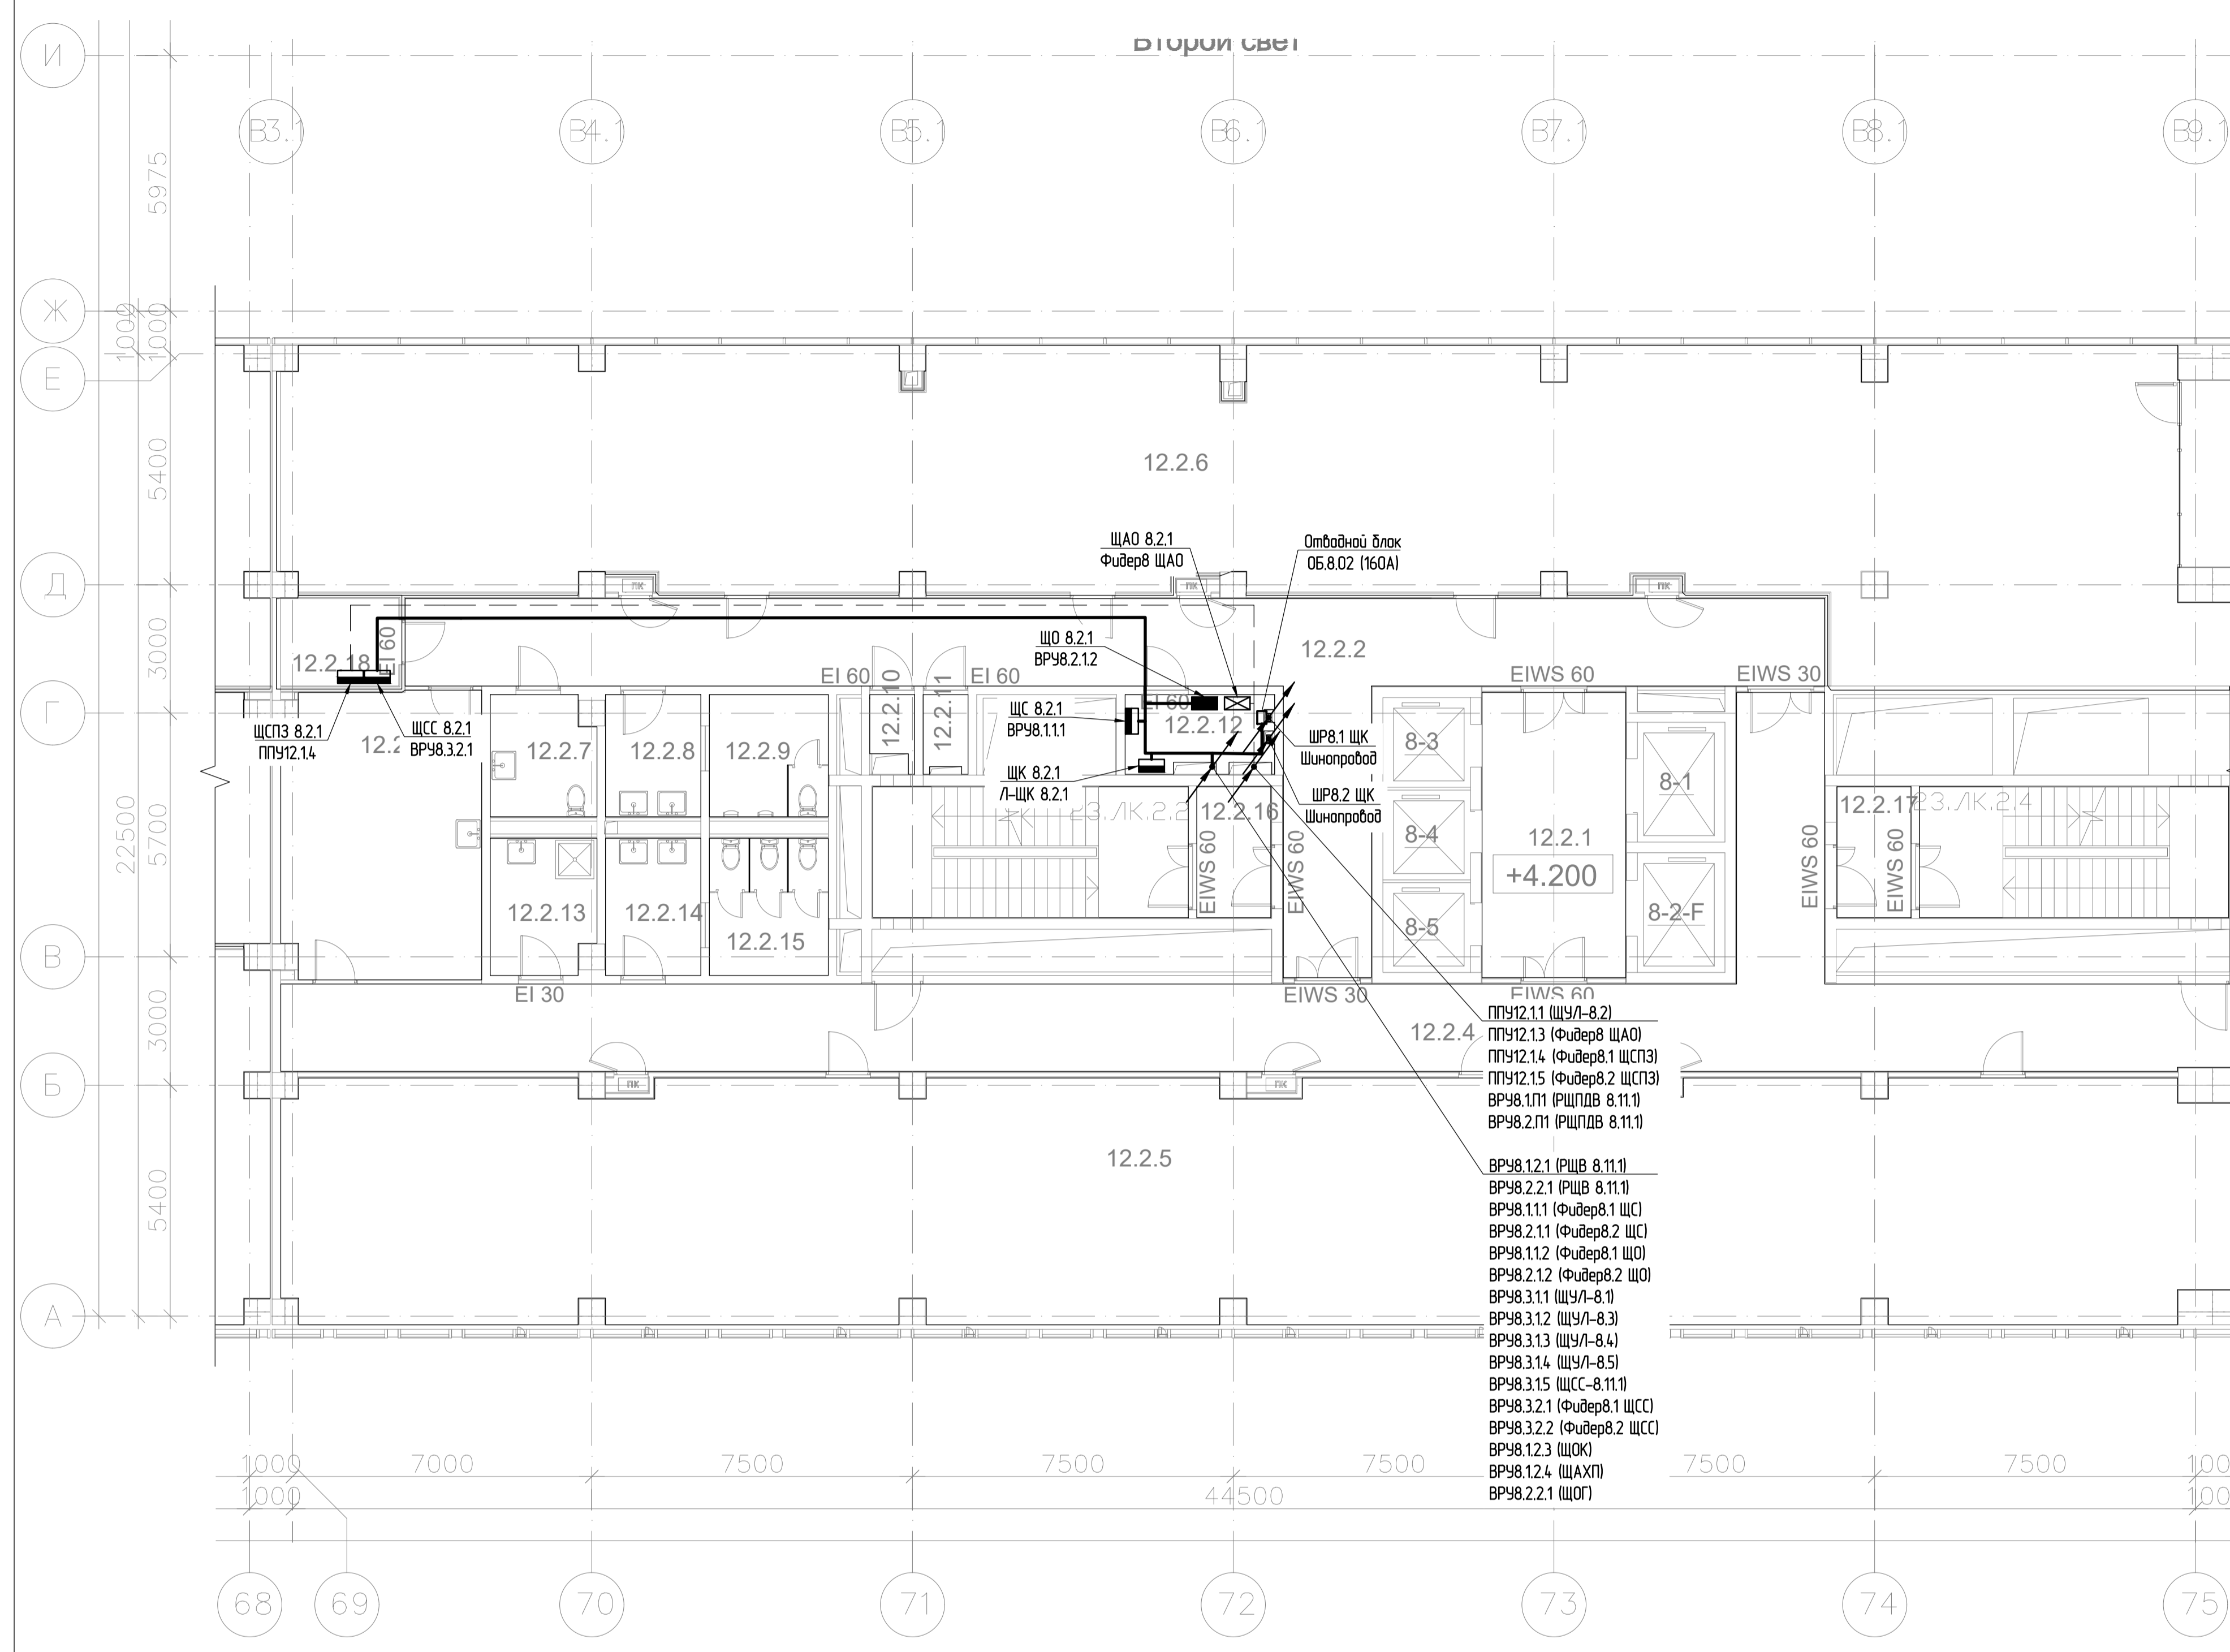 Второй свет
И
В3.1
В4.1
В5.1
В6.1
В7.1
В8.1
В9.1
5975
Ж
1000
1000
Е
5400
12.2.6
ЩАО 8.2.1
Фидер8 ЩАО
Отводной блок
ОБ.8.02 (160А)
Д
ПК
ПК
ПК
3000
12.2.18
EI 60
ЩО 8.2.1
ВРУ8.2.1.2
12.2.2
EI 60
12.2.10
12.2.11
EI 60
EI 60
EIWS 60
EIWS 30
Г
ЩСПЗ 8.2.1
ППУ12.1.4
ЩСС 8.2.1
ВРУ8.3.2.1
12.2.7
12.2.8
12.2.9
ЩС 8.2.1
ВРУ8.1.1.1
12.2.12
ШР8.1 ЩК
Шинопровод
ЩК 8.2.1
Л-ЩК 8.2.1
ШР8.2 ЩК
Шинопровод
8-3
8-1
23.ЛК.2.2
12.2.16
8-4
12.2.1
+4.200
12.2.17
23.ЛК.2.4
22500
5700
EIWS 60
EIWS 60
EIWS 60
EIWS 60
12.2.13
12.2.14
12.2.15
8-5
8-2-F
В
EI 30
EIWS 30
EIWS 60
3000
12.2.4
ППУ12.1.1 (ЩУЛ-8.2)
ППУ12.1.3 (Фидер8 ЩАО)
ППУ12.1.4 (Фидер8.1 ЩСПЗ)
ППУ12.1.5 (Фидер8.2 ЩСПЗ)
ВРУ8.1.П1 (РЩПДВ 8.11.1)
ВРУ8.2.П1 (РЩПДВ 8.11.1)
Б
ПК
ПК
5400
12.2.5
ВРУ8.1.2.1 (РЩВ 8.11.1)
ВРУ8.2.2.1 (РЩВ 8.11.1)
ВРУ8.1.1.1 (Фидер8.1 ЩС)
ВРУ8.2.1.1 (Фидер8.2 ЩС)
ВРУ8.1.1.2 (Фидер8.1 ЩО)
ВРУ8.2.1.2 (Фидер8.2 ЩО)
ВРУ8.3.1.1 (ЩУЛ-8.1)
ВРУ8.3.1.2 (ЩУЛ-8.3)
ВРУ8.3.1.3 (ЩУЛ-8.4)
ВРУ8.3.1.4 (ЩУЛ-8.5)
ВРУ8.3.1.5 (ЩСС-8.11.1)
ВРУ8.3.2.1 (Фидер8.1 ЩСС)
ВРУ8.3.2.2 (Фидер8.2 ЩСС)
ВРУ8.1.2.3 (ЩОК)
ВРУ8.1.2.4 (ЩАХП)
ВРУ8.2.2.1 (ЩОГ)
А
1000
7000
7500
7500
7500
7500
7500
1000
44500
68
69
70
71
72
73
74
75